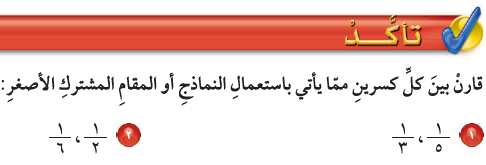 تأكَّدْ
قارنْ بينَ كلِّ كسرينِ ممّا يأتي باستعمالِ النماذجِ أو المقامِ المشتركِ الأصغرِ:
١ ١/٥ ، ١/٣ ٢ ١/٢ ، ١/٦